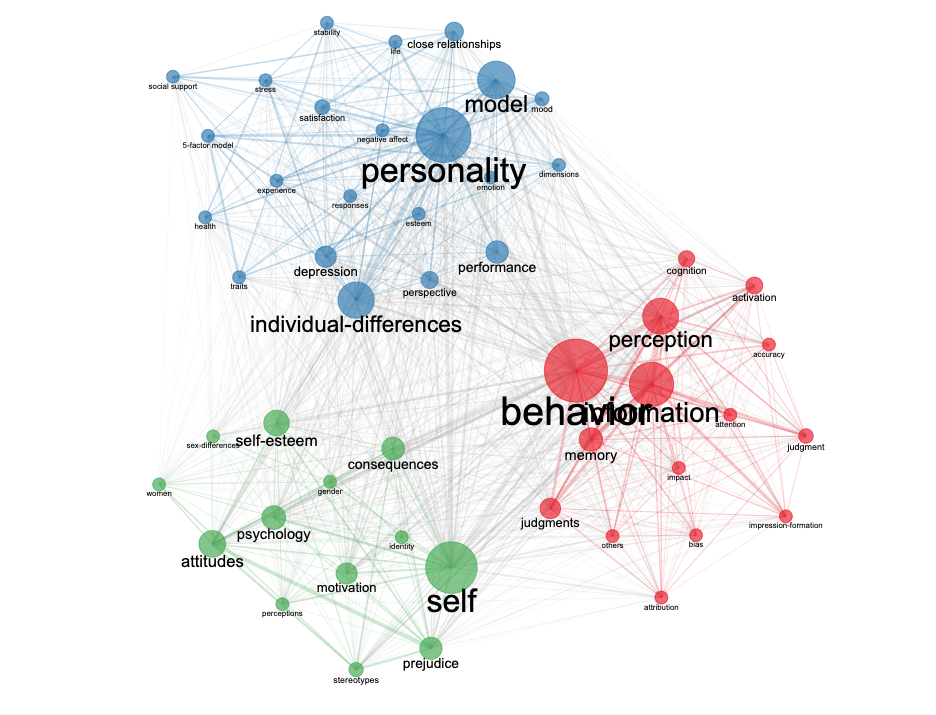 stability
life
close relationships
social support
stress
model
mood
satisfaction
5-factor model
negative affect
personality
dimensions
experience
emotion
responses
health
esteem
depression
performance
traits
perspective
individual-differences
cognition
activation
perception
accuracy
behavior
information
attention
self-esteem
sex-differences
judgment
memory
consequences
impact
women
gender
psychology
judgments
impression-formation
others
bias
identity
attitudes
motivation
self
perceptions
attribution
prejudice
stereotypes